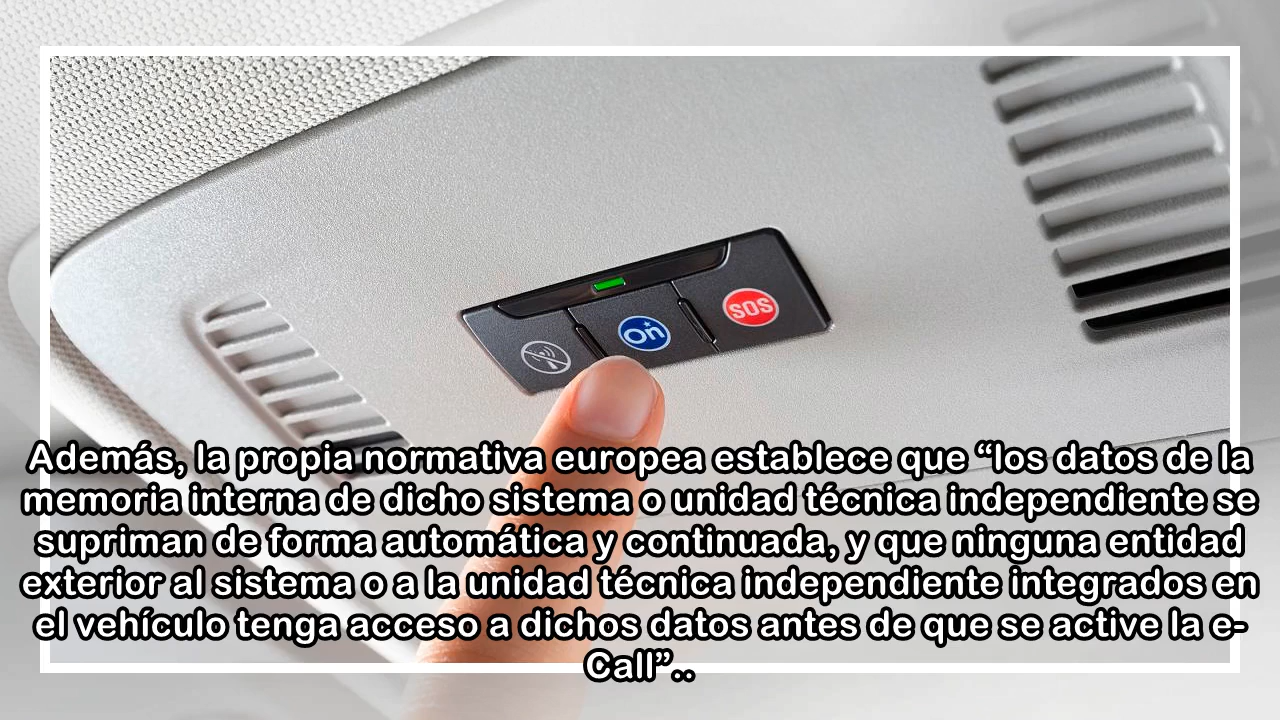 On
SOS
Además, la propia normativa europea establece que “los datos de la
memoria interna de dicho sistema o unidad técnica independiente se
supriman de forma automática y continuada, y que ninguna entidad
exterior al sistema o a la unidad técnica independiente integrados en
el vehículo tenga acceso a dichos datos antes de que se active la e-
Call”..